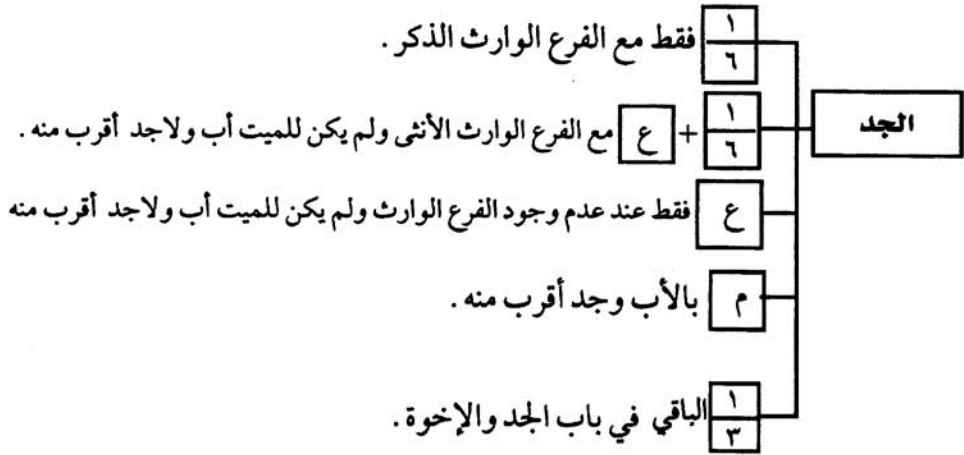 الجد
١/٦ فقط مع الفرع الوارث الذكر .
١/٦ + ع مع الفرع الوارث الأنثى ولم يكن للميت أب ولاجد أقرب منه .
ع فقط عند عدم وجود الفرع الوارث ولم يكن للميت أب ولاجد أقرب منه
م بالأب وجد أقرب منه .
١/٣ الباقي في باب الجد والإخوة .